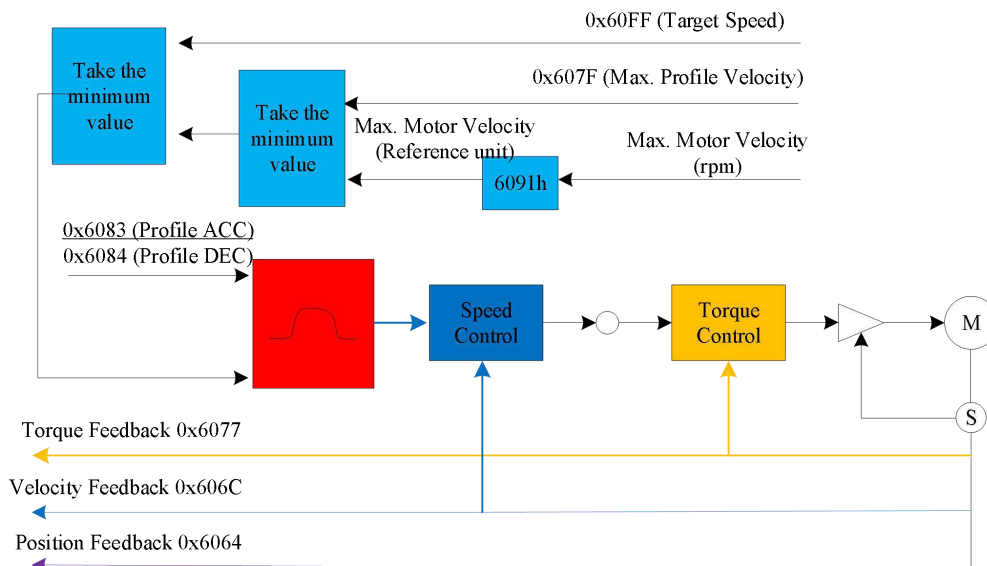 0x60FF (Target Speed)
Take the
minimum
value
0x607F (Max. Profile Velocity)
Take the
minimum
value
Max. Motor Velocity
(Reference unit)
6091h
Max. Motor Velocity
(rpm)
0x6083 (Profile ACC)
0x6084 (Profile DEC)
Speed
Control
Torque
Control
M
S
Torque Feedback 0x6077
Velocity Feedback 0x606C
Position Feedback 0x6064